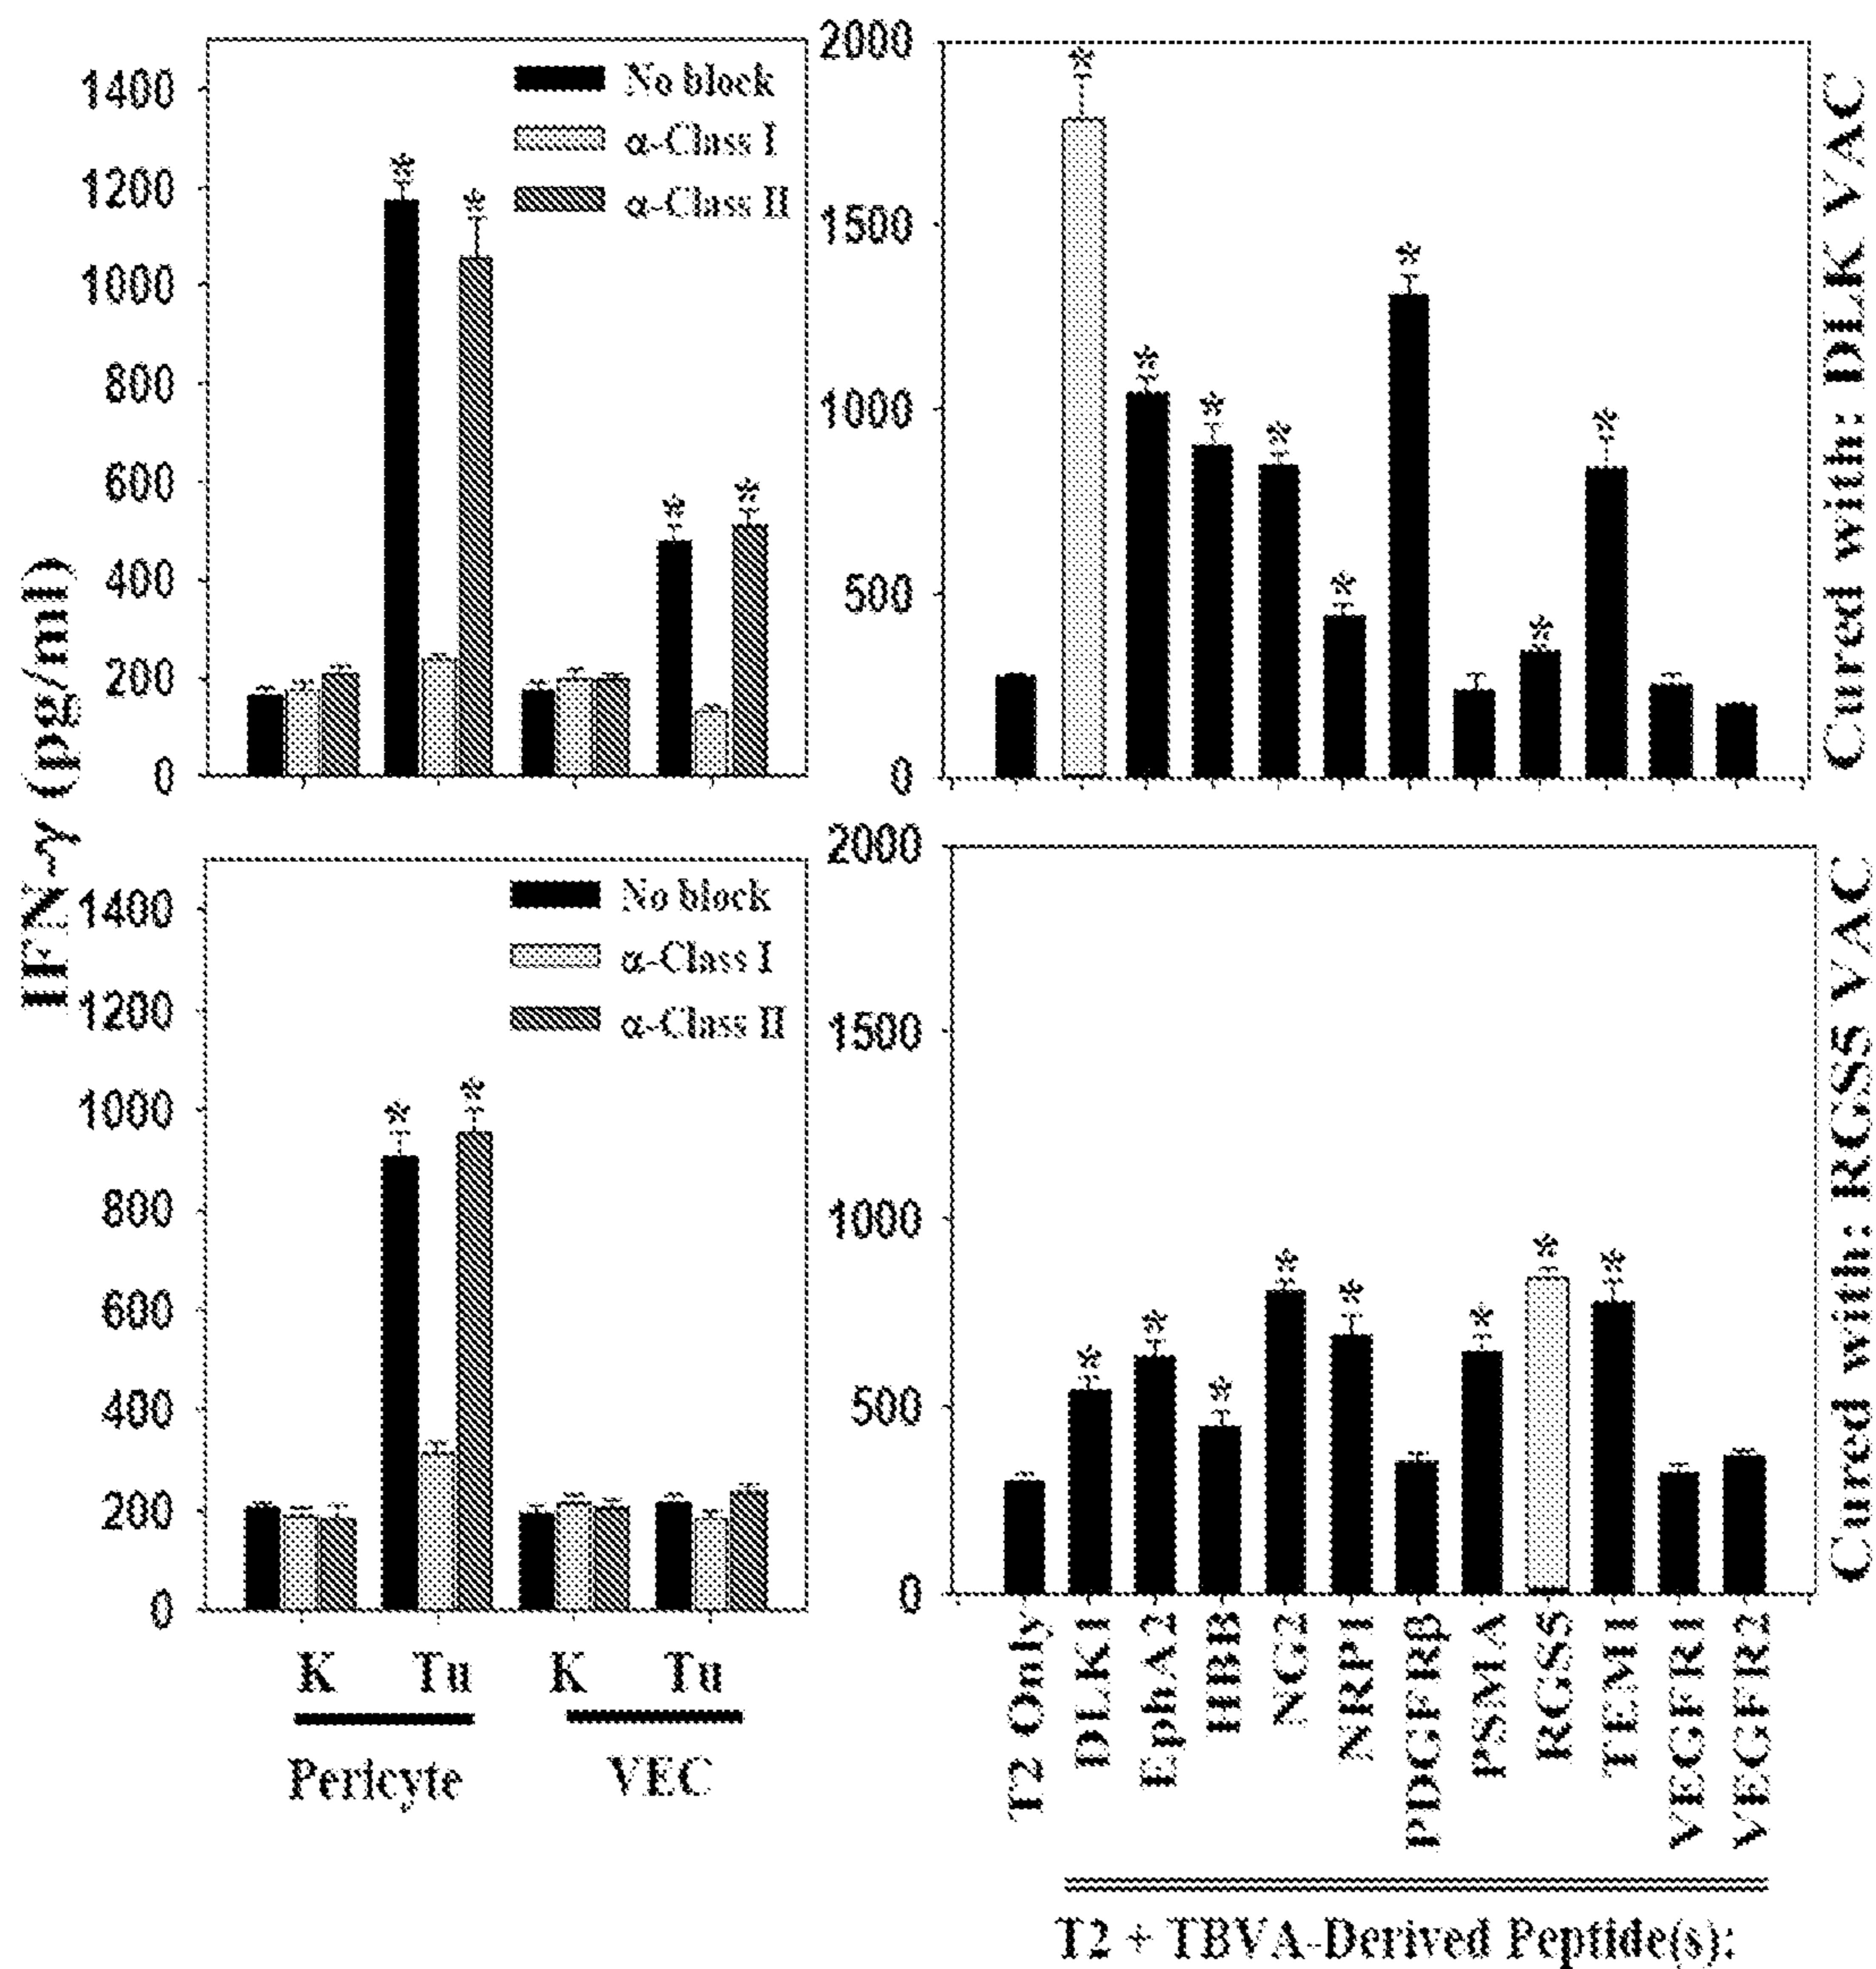 IFN-γ (pg/ml)
1400
1200
1000
800
600
400
200
0
No block
α-Class I
α-Class II
2000
1500
1000
500
0
Cured with: DLK VAC
1400
1200
1000
800
600
400
200
0
No block
α-Class I
α-Class II
K Tu K Tu
Pericyte VEC
2000
1500
1000
500
0
Cured with: RGS5 VAC
T2 Only
DLK1
EphA2
HBB
NG2
NRP1
PDGFRβ
PSMA
RGS5
TEM1
VEGFR1
VEGFR2
T2 + TBVA-Derived Peptide(s):